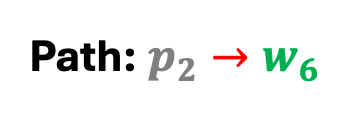 Path: p₂ → w₆